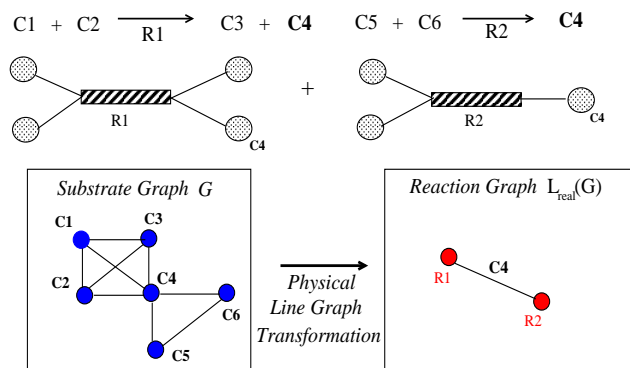 C1 + C2 R1 C3 + C4 C5 + C6 R2 C4
R1 C4 + R2 C4
Substrate Graph G
Reaction Graph L_real(G)
C1 C3
C2 C4
C6
C5
Physical
Line Graph
Transformation
C4
R1
R2